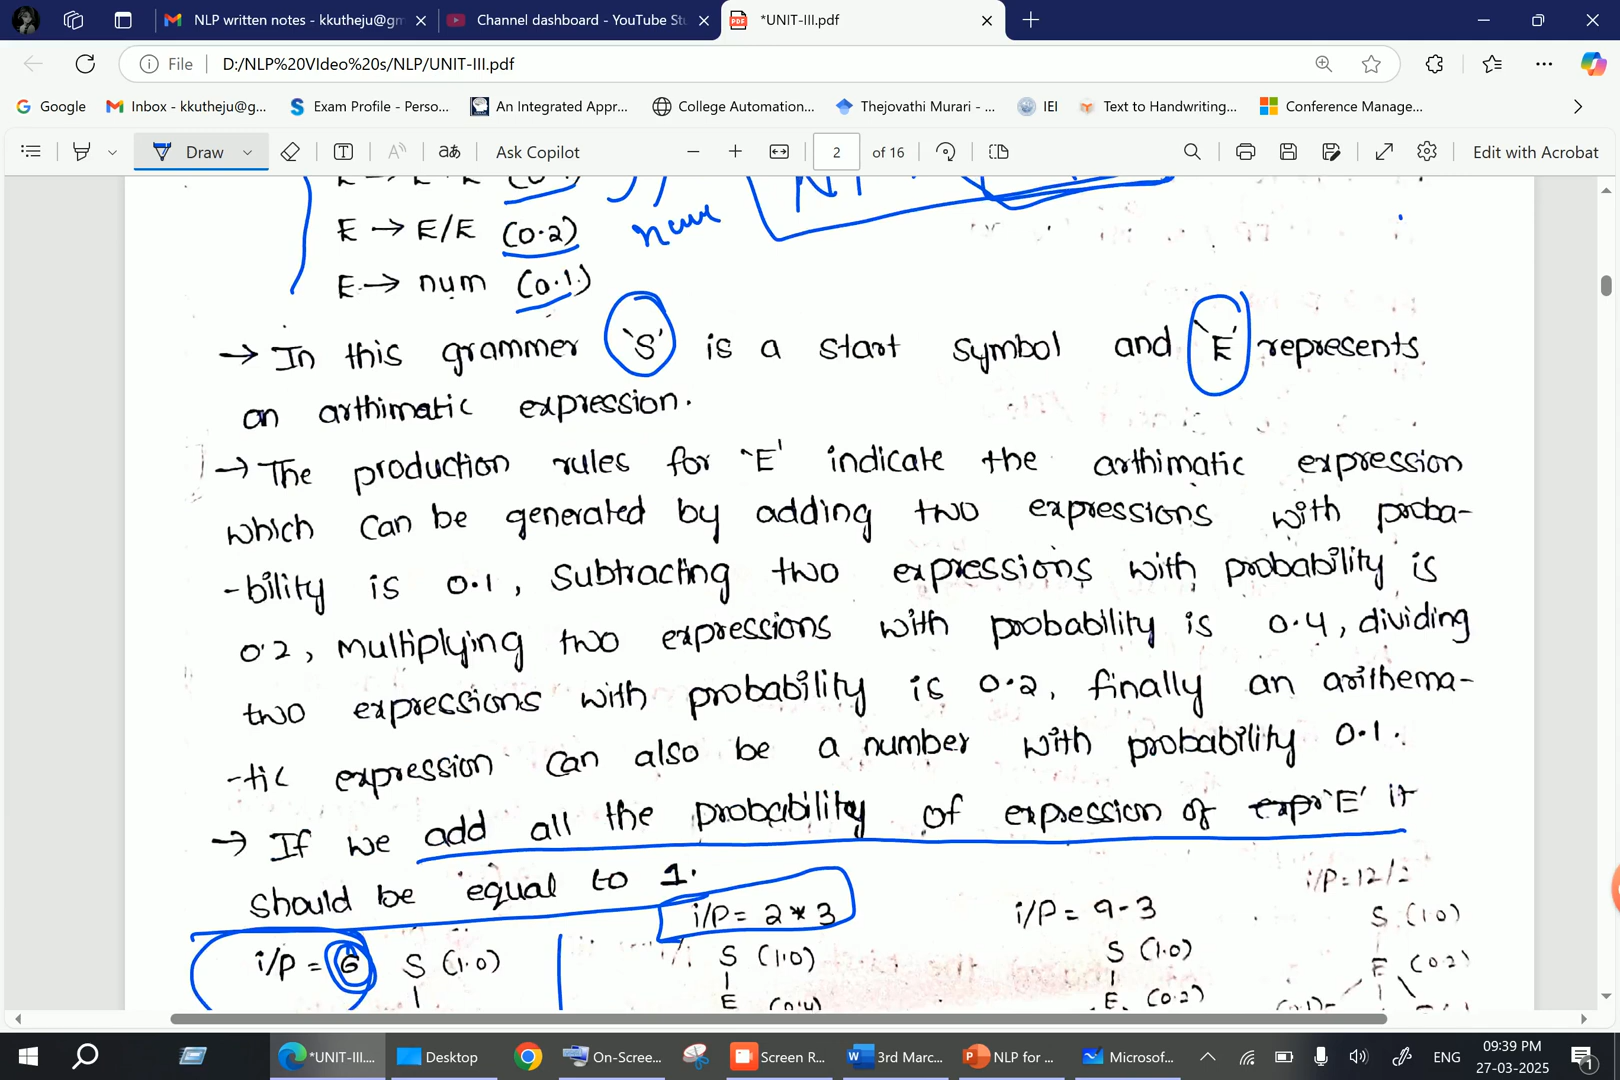 NLP written notes - kkutheju@gm
Channel dashboard - YouTube Stu
*UNIT-III.pdf
File D:/NLP%20VIdeo%20s/NLP/UNIT-III.pdf
Google
Inbox - kkutheju@g...
Exam Profile - Perso...
An Integrated Appr...
College Automation...
Thejovathi Murari - ...
IEI
Text to Handwriting...
Conference Manage...
Draw
Ask Copilot
2 of 16
Edit with Acrobat
E → E/E (0.2)
E → num (0.1)
num
→ In this grammer 'S' is a start symbol and 'E' represents
an arthimatic expression.
→ The production rules for 'E' indicate the arthimatic expression
which can be generated by adding two expressions with proba-
-bility is 0.1, subtracting two expressions with probability is
0.2, multiplying two expressions with probability is 0.4, dividing
two expressions with probability is 0.2, finally an arithema-
-tic expression can also be a number with probability 0.1.
→ If we add all the probability of expression of expr 'E' it
should be equal to 1.
i/p = 2 * 3
i/p = 9 - 3
i/p = 12/2
i/p = 6
S (1.0)
S (1.0)
S (1.0)
S (1.0)
E (0.4)
E (0.2)
E (0.2)
*UNIT-III....
Desktop
On-Scree...
Screen R...
3rd Marc...
NLP for ...
Microsof...
ENG
09:39 PM
27-03-2025
1